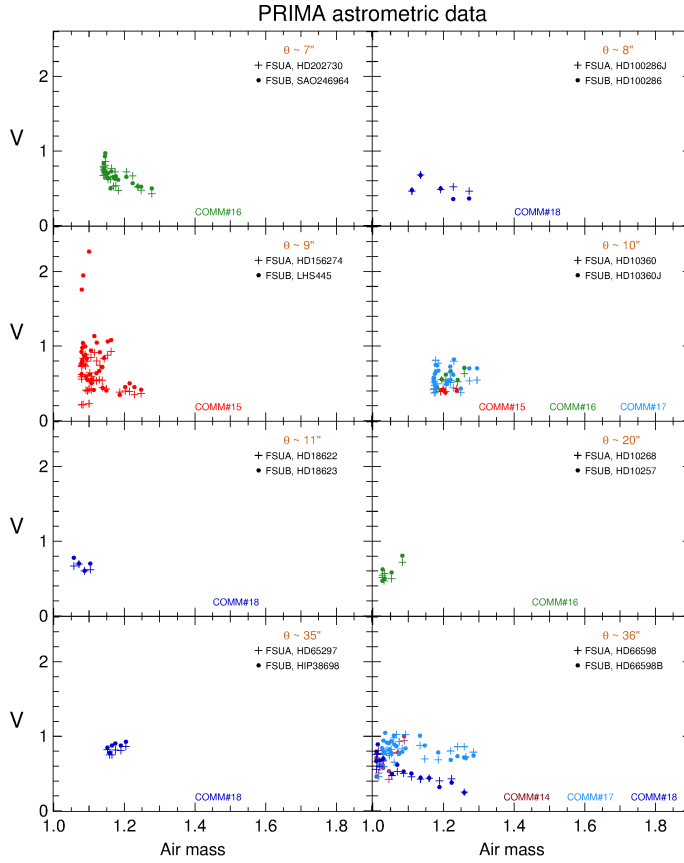 PRIMA astrometric data
θ ~ 7"
FSUA, HD202730
FSUB, SAO246964
COMM#16
V
2
1
0
θ ~ 8"
FSUA, HD100286J
FSUB, HD100286
COMM#18
θ ~ 9"
FSUA, HD156274
FSUB, LHS445
COMM#15
V
2
1
0
θ ~ 10"
FSUA, HD10360
FSUB, HD10360J
COMM#15 COMM#16 COMM#17
θ ~ 11"
FSUA, HD18622
FSUB, HD18623
COMM#18
V
2
1
0
θ ~ 20"
FSUA, HD10268
FSUB, HD10257
COMM#16
θ ~ 35"
FSUA, HD65297
FSUB, HIP38698
COMM#18
V
2
1
0
θ ~ 36"
FSUA, HD66598
FSUB, HD66598B
COMM#14 COMM#17 COMM#18
1.0 1.2 1.4 1.6 1.8 1.0 1.2 1.4 1.6 1.8
Air mass Air mass